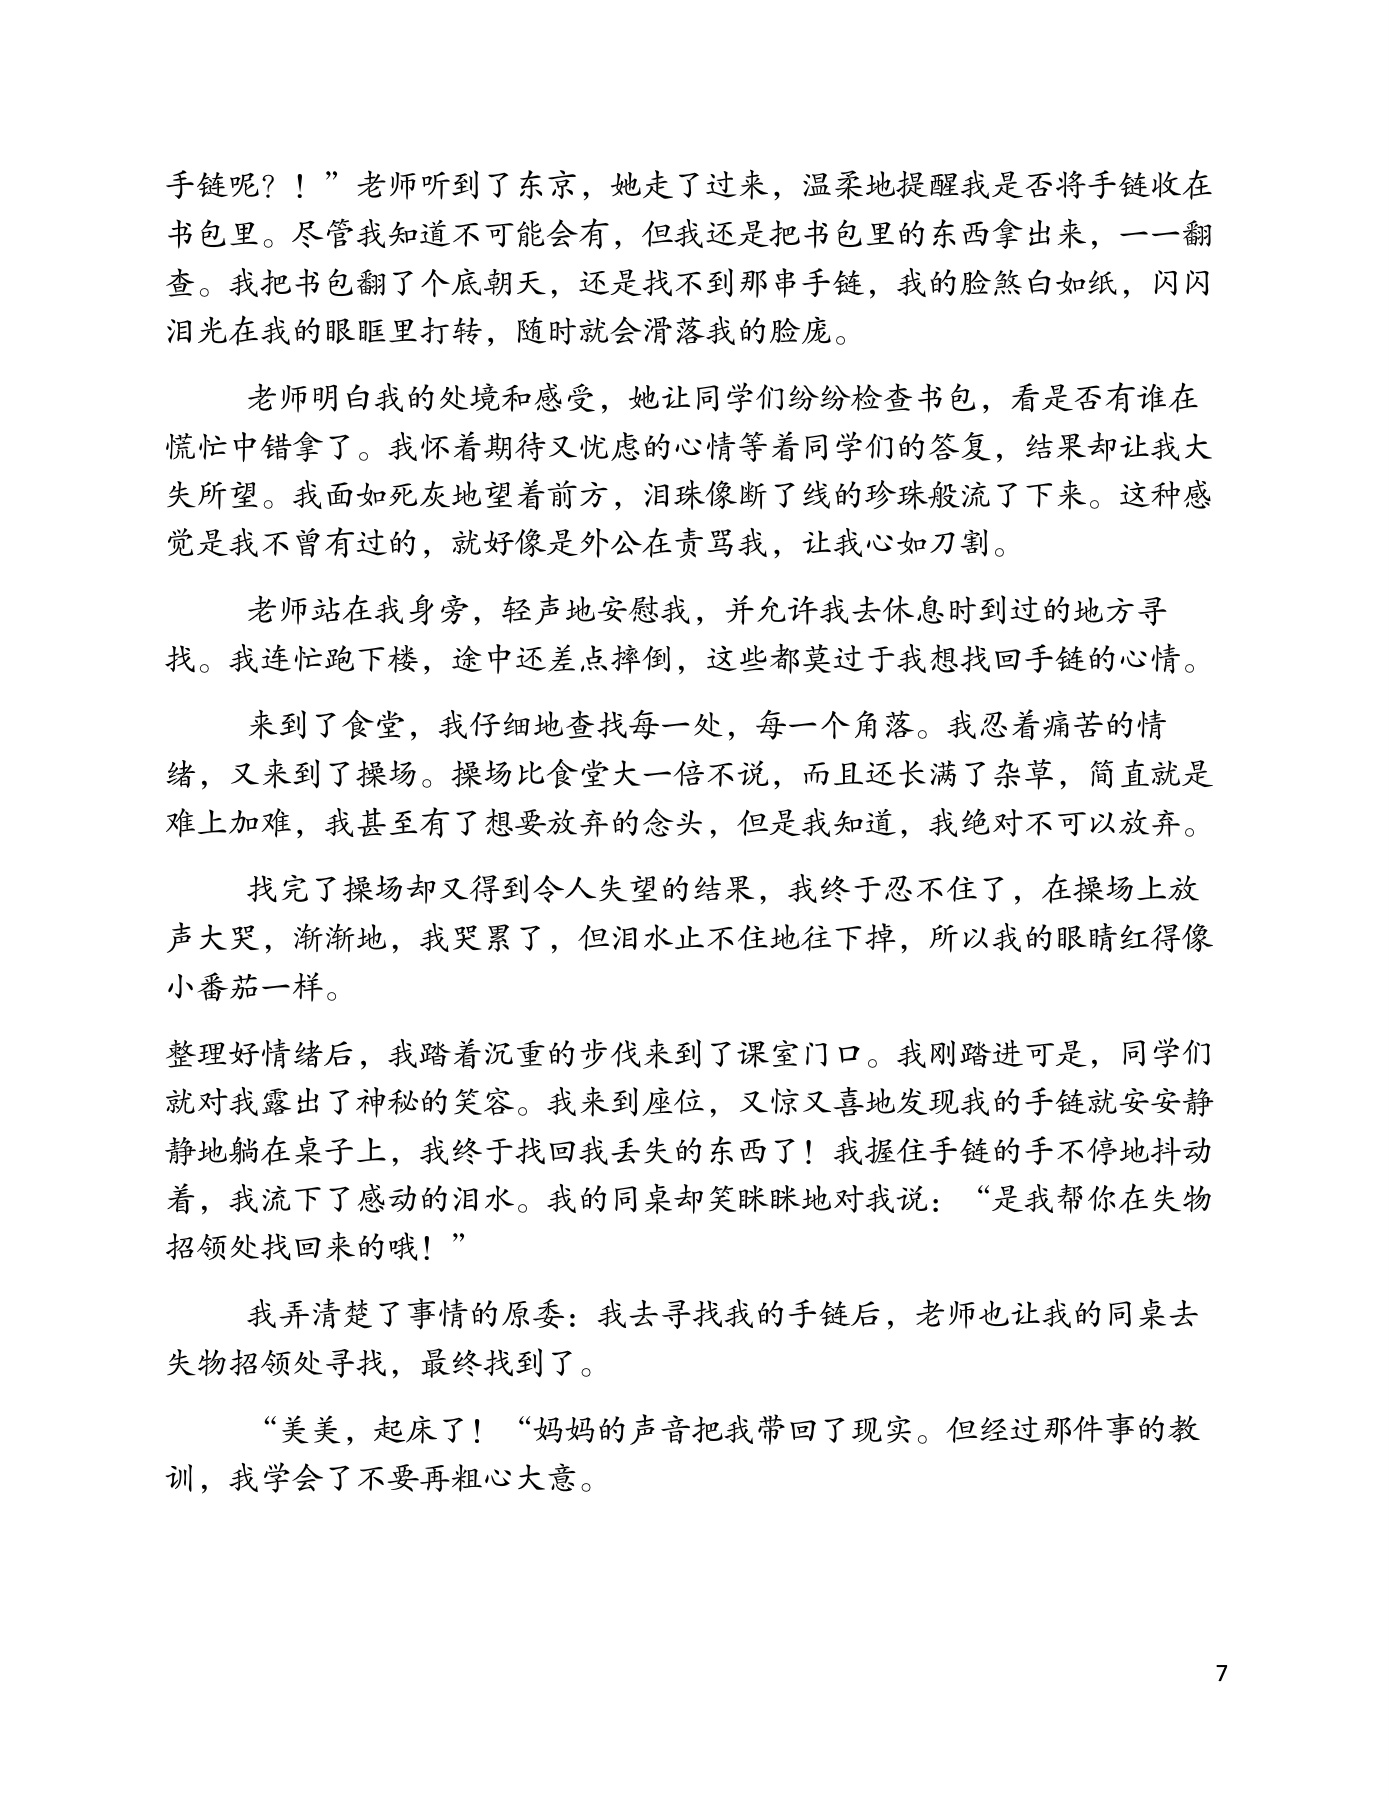 手链呢？！”老师听到了东京，她走了过来，温柔地提醒我是否将手链收在
书包里。尽管我知道不可能会有，但我还是把书包里的东西拿出来，一一翻
查。我把书包翻了个底朝天，还是找不到那串手链，我的脸煞白如纸，闪闪
泪光在我的眼眶里打转，随时就会滑落我的脸庞。
老师明白我的处境和感受，她让同学们纷纷检查书包，看是否有谁在
慌忙中错拿了。我怀着期待又忧虑的心情等着同学们的答复，结果却让我大
失所望。我面如死灰地望着前方，泪珠像断了线的珍珠般流了下来。这种感
觉是我不曾有过的，就好像是外公在责骂我，让我心如刀割。
老师站在我身旁，轻声地安慰我，并允许我去休息时到过的地方寻
找。我连忙跑下楼，途中还差点摔倒，这些都莫过于我想找回手链的心情。
来到了食堂，我仔细地查找每一处，每一个角落。我忍着痛苦的情
绪，又来到了操场。操场比食堂大一倍不说，而且还长满了杂草，简直就是
难上加难，我甚至有了想要放弃的念头，但是我知道，我绝对不可以放弃。
找完了操场却又得到令人失望的结果，我终于忍不住了，在操场上放
声大哭，渐渐地，我哭累了，但泪水止不住地往下掉，所以我的眼睛红得像
小番茄一样。
整理好情绪后，我踏着沉重的步伐来到了课室门口。我刚踏进可是，同学们
就对我露出了神秘的笑容。我来到座位，又惊又喜地发现我的手链就安安静
静地躺在桌子上，我终于找回我丢失的东西了！我握住手链的手不停地抖动
着，我流下了感动的泪水。我的同桌却笑眯眯地对我说：“是我帮你在失物
招领处找回来的哦！”
我弄清楚了事情的原委：我去寻找我的手链后，老师也让我的同桌去
失物招领处寻找，最终找到了。
“美美，起床了！“妈妈的声音把我带回了现实。但经过那件事的教
训，我学会了不要再粗心大意。
7